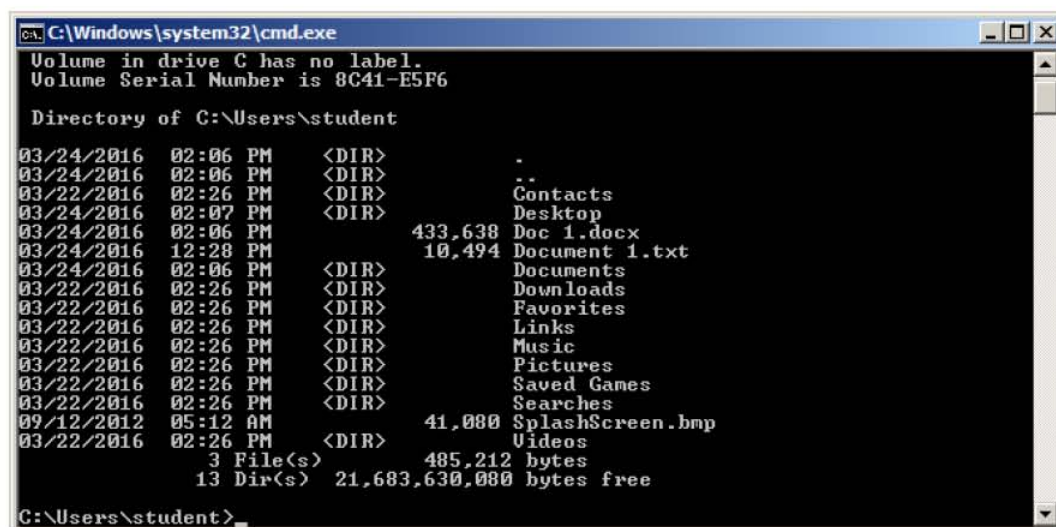 C:\Windows\system32\cmd.exe
Volume in drive C has no label.
Volume Serial Number is 8C41-E5F6
Directory of C:\Users\student
03/24/2016 02:06 PM <DIR> .
03/24/2016 02:06 PM <DIR> ..
03/22/2016 02:26 PM <DIR> Contacts
03/24/2016 02:07 PM <DIR> Desktop
03/24/2016 02:06 PM 433,638 Doc 1.docx
03/24/2016 12:28 PM 10,494 Document 1.txt
03/24/2016 02:06 PM <DIR> Documents
03/22/2016 02:26 PM <DIR> Downloads
03/22/2016 02:26 PM <DIR> Favorites
03/22/2016 02:26 PM <DIR> Links
03/22/2016 02:26 PM <DIR> Music
03/22/2016 02:26 PM <DIR> Pictures
03/22/2016 02:26 PM <DIR> Saved Games
03/22/2016 02:26 PM <DIR> Searches
09/12/2012 05:12 AM 41,080 SplashScreen.bmp
03/22/2016 02:26 PM <DIR> Videos
3 File(s) 485,212 bytes
13 Dir(s) 21,683,630,080 bytes free
C:\Users\student>_